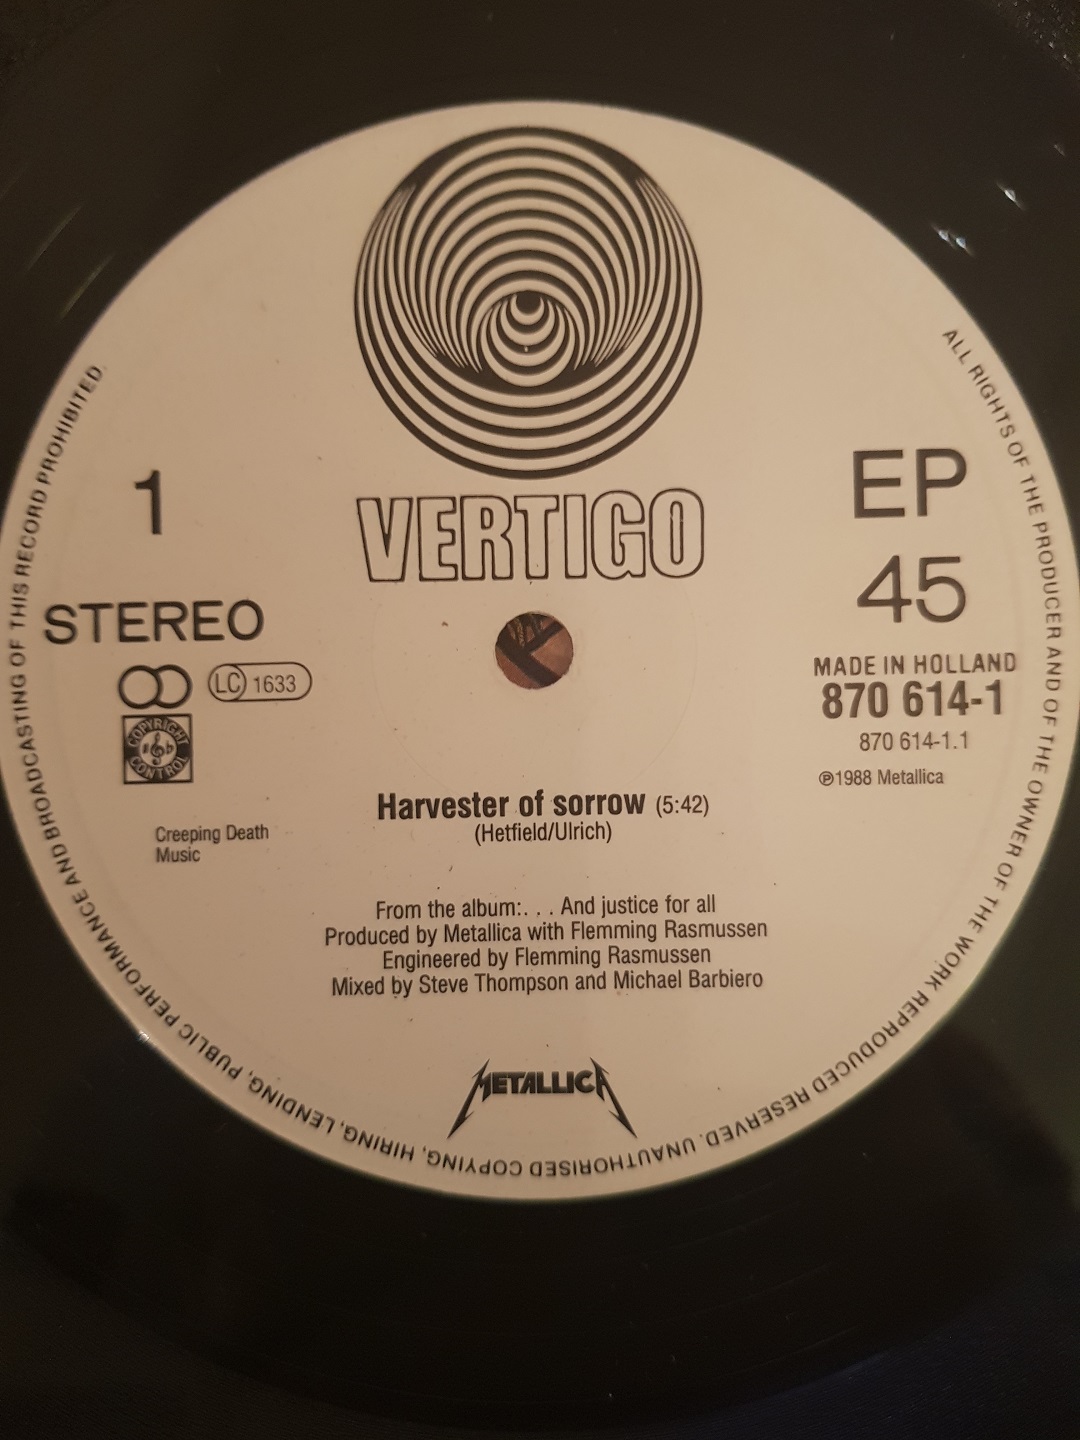 VERTIGO
1
STEREO
LC 1633
COPYRIGHT
CONTROL
Creeping Death
Music
EP
45
MADE IN HOLLAND
870 614-1
870 614-1.1
℗1988 Metallica
Harvester of sorrow (5:42)
(Hetfield/Ulrich)
From the album:. . . And justice for all
Produced by Metallica with Flemming Rasmussen
Engineered by Flemming Rasmussen
Mixed by Steve Thompson and Michael Barbiero
METALLICA
ALL RIGHTS OF THE PRODUCER AND OF THE OWNER OF THE WORK REPRODUCED RESERVED. UNAUTHORISED COPYING, HIRING, LENDING, PUBLIC PERFORMANCE AND BROADCASTING OF THIS RECORD PROHIBITED.